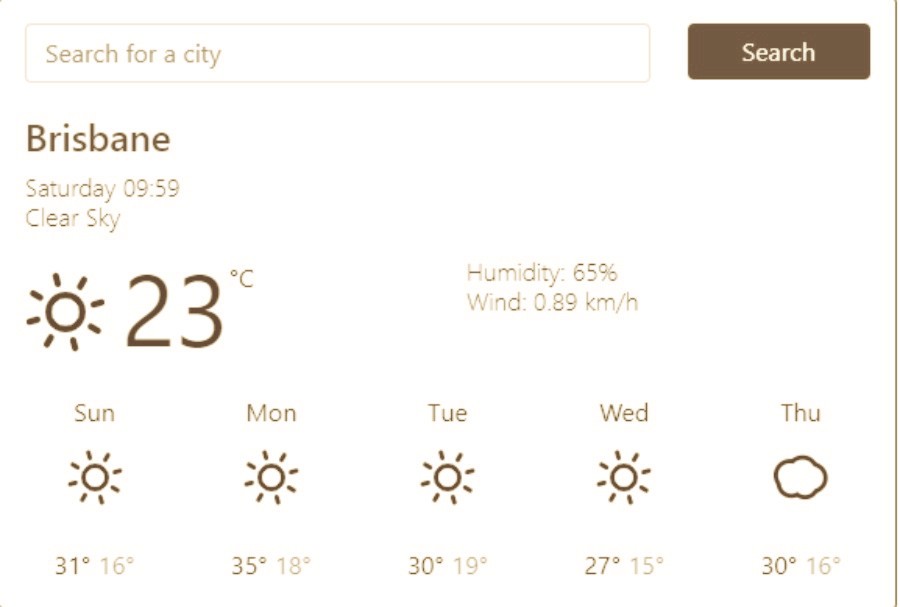 Search for a city
Search
Brisbane
Saturday 09:59
Clear Sky
23 °C
Humidity: 65%
Wind: 0.89 km/h
Sun Mon Tue Wed Thu
31° 16° 35° 18° 30° 19° 27° 15° 30° 16°